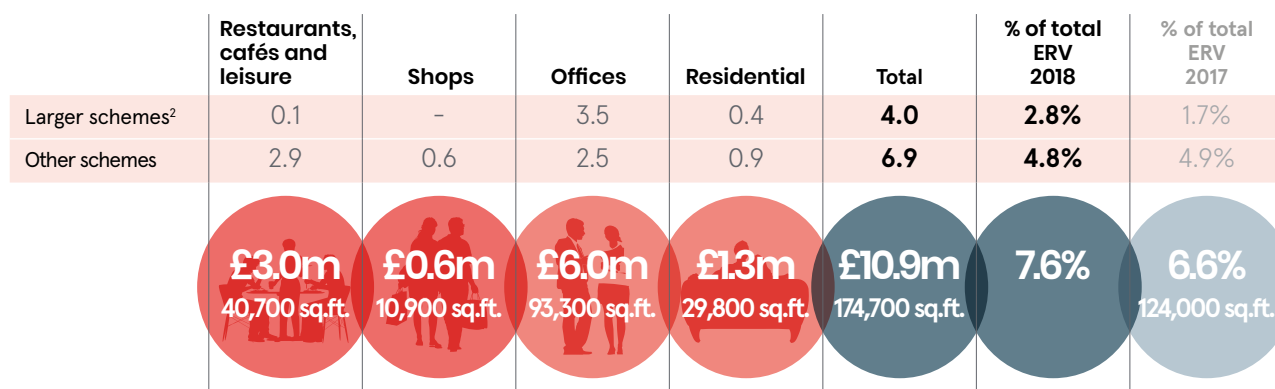 Restaurants,
cafés and
leisure
Shops
Offices
Residential
Total
% of total
ERV
2018
% of total
ERV
2017
Larger schemes² 0.1 – 3.5 0.4 4.0 2.8% 1.7%
Other schemes 2.9 0.6 2.5 0.9 6.9 4.8% 4.9%
£3.0m £0.6m £6.0m £1.3m £10.9m 7.6% 6.6%
40,700 sq.ft. 10,900 sq.ft. 93,300 sq.ft. 29,800 sq.ft. 174,700 sq.ft. 124,000 sq.ft.